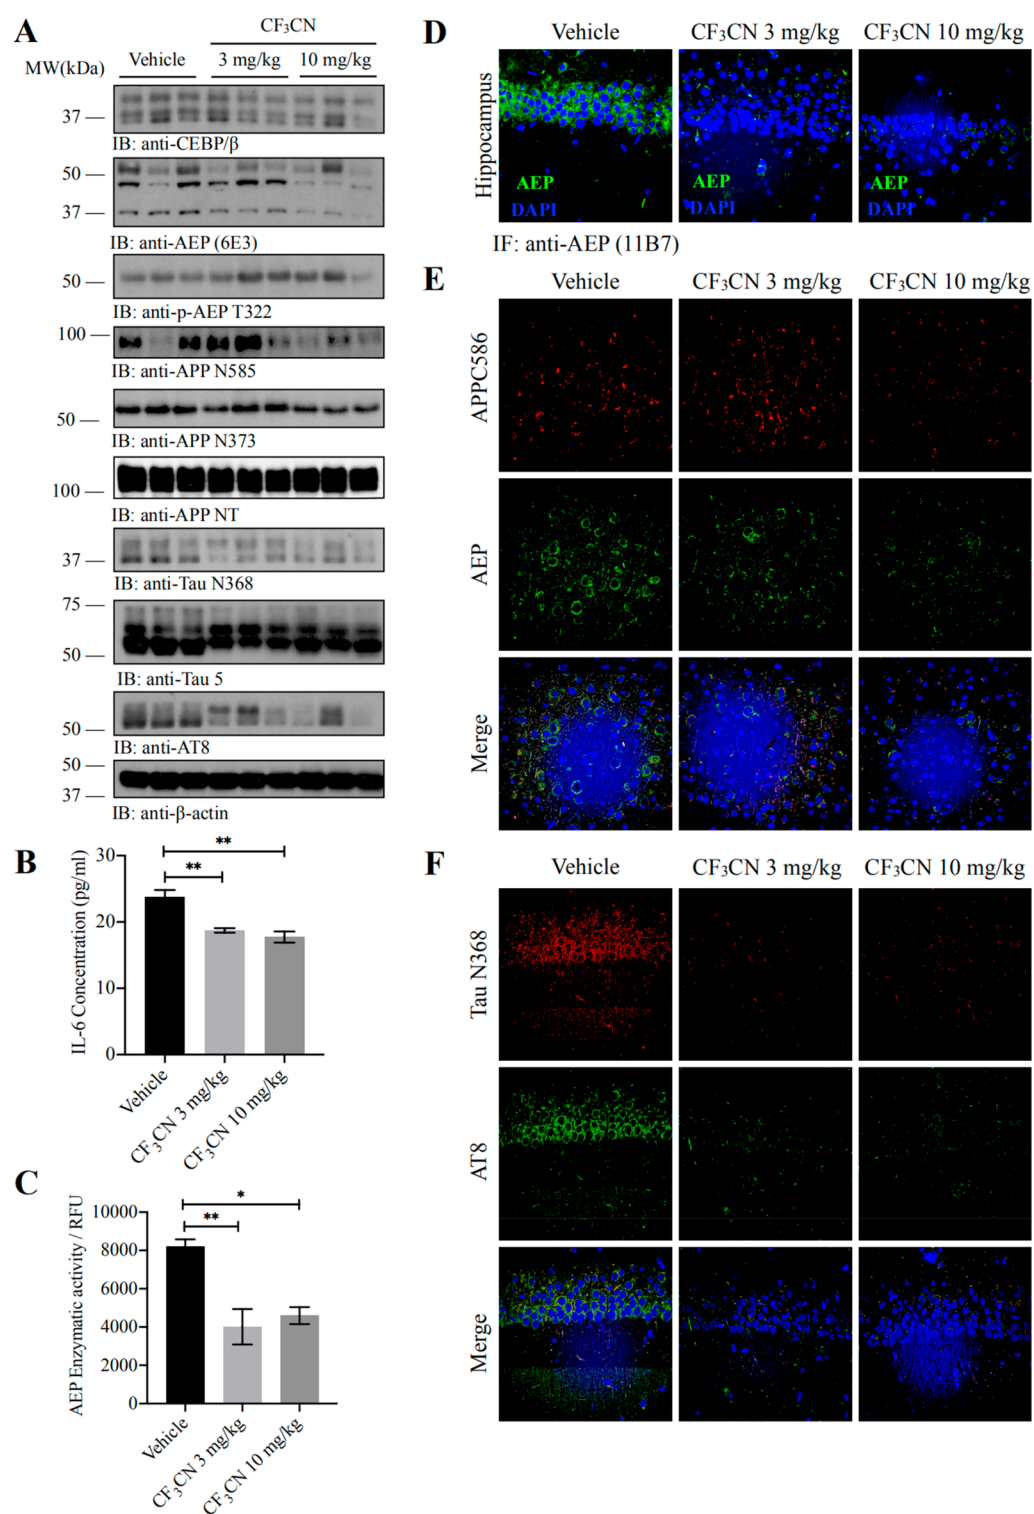 A
CF₃CN
MW(kDa)
Vehicle
3 mg/kg
10 mg/kg
37
IB: anti-CEBP/β
50
37
IB: anti-AEP (6E3)
50
IB: anti-p-AEP T322
100
IB: anti-APP N585
50
IB: anti-APP N373
100
IB: anti-APP NT
37
IB: anti-Tau N368
75
50
IB: anti-Tau 5
50
IB: anti-AT8
50
37
IB: anti-β-actin
B
IL-6 Concentration (pg/ml)
30
20
10
0
**
**
Vehicle
CF₃CN 3 mg/kg
CF₃CN 10 mg/kg
C
AEP Enzymatic activity / RFU
10000
8000
6000
4000
2000
0
*
**
Vehicle
CF₃CN 3 mg/kg
CF₃CN 10 mg/kg
D
Vehicle
CF₃CN 3 mg/kg
CF₃CN 10 mg/kg
Hippocampus
AEP
DAPI
AEP
DAPI
AEP
DAPI
IF: anti-AEP (11B7)
E
Vehicle
CF₃CN 3 mg/kg
CF₃CN 10 mg/kg
APPC586
AEP
Merge
F
Vehicle
CF₃CN 3 mg/kg
CF₃CN 10 mg/kg
Tau N368
AT8
Merge